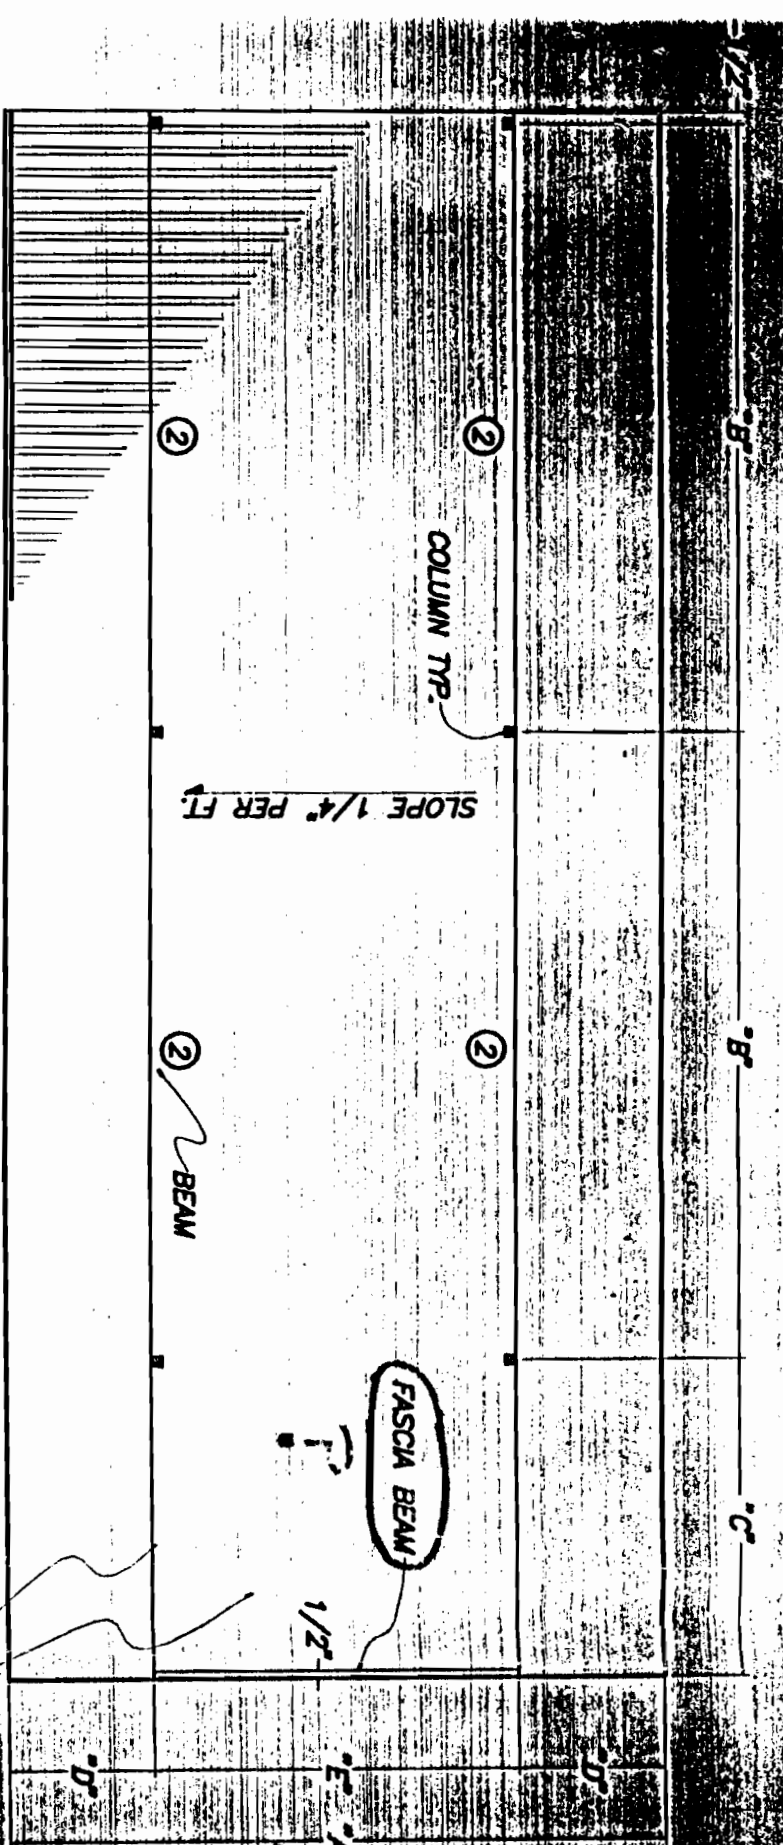 1/2"
"B"
"B"
"C"
②
②
COLUMN TYP.
SLOPE 1/4" PER FT.
②
②
BEAM
FASCIA BEAM
1/2"
"D"
"E"
"D"